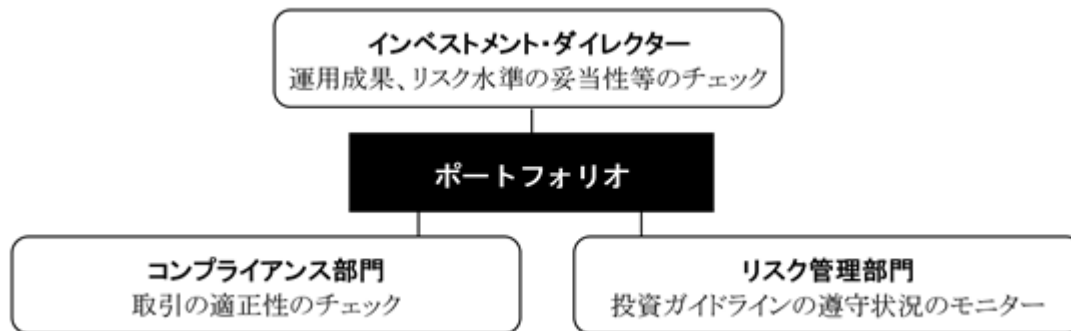 インベストメント・ダイレクター
運用成果、リスク水準の妥当性等のチェック
ポートフォリオ
コンプライアンス部門
取引の適正性のチェック
リスク管理部門
投資ガイドラインの遵守状況のモニター